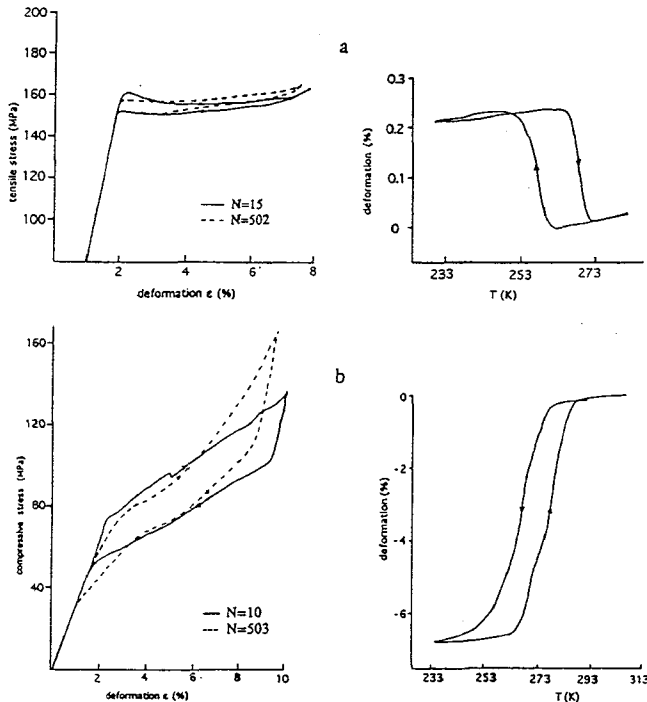 a
200
180
160
140
120
100
tensile stress (MPa)
N=15
N=502
2
4
6
8
deformation ε (%)
0.3
0.2
0.1
0
deformation (%)
233
253
273
T (K)
b
160
120
80
40
compressive stress (MPa)
N=10
N=503
2
4
6
8
10
deformation ε (%)
0
-2
-4
-6
deformation (%)
233
253
273
293
313
T (K)